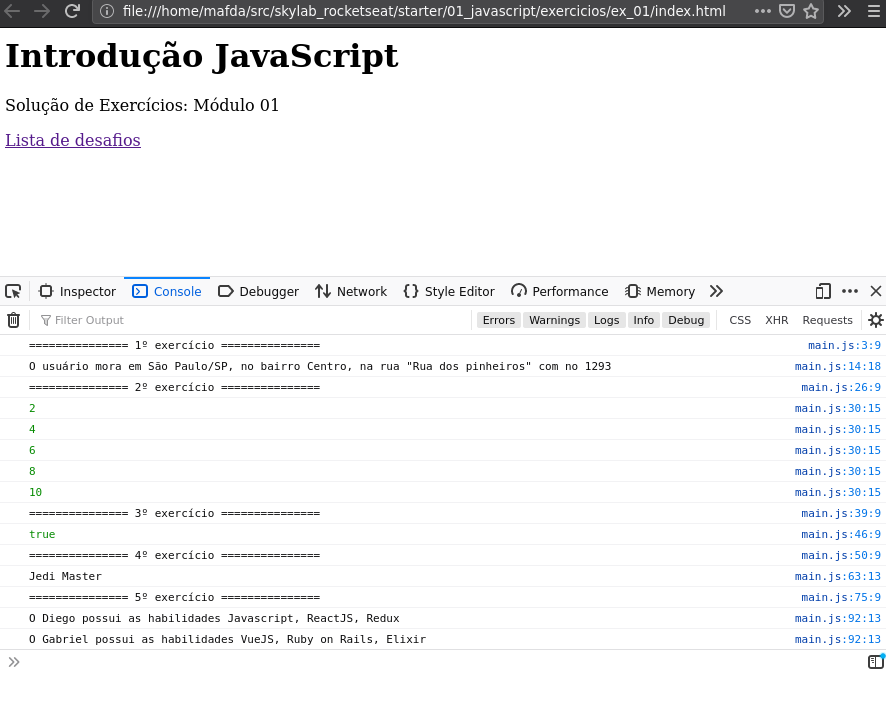 file:///home/mafda/src/skylab_rocketseat/starter/01_javascript/exercicios/ex_01/index.html
Introdução JavaScript
Solução de Exercícios: Módulo 01
Lista de desafios
Inspector Console Debugger Network Style Editor Performance Memory
Filter Output Errors Warnings Logs Info Debug CSS XHR Requests
=============== 1º exercício =============== main.js:3:9
O usuário mora em São Paulo/SP, no bairro Centro, na rua "Rua dos pinheiros" com no 1293 main.js:14:18
=============== 2º exercício =============== main.js:26:9
2 main.js:30:15
4 main.js:30:15
6 main.js:30:15
8 main.js:30:15
10 main.js:30:15
=============== 3º exercício =============== main.js:39:9
true main.js:46:9
=============== 4º exercício =============== main.js:50:9
Jedi Master main.js:63:13
=============== 5º exercício =============== main.js:75:9
O Diego possui as habilidades Javascript, ReactJS, Redux main.js:92:13
O Gabriel possui as habilidades VueJS, Ruby on Rails, Elixir main.js:92:13